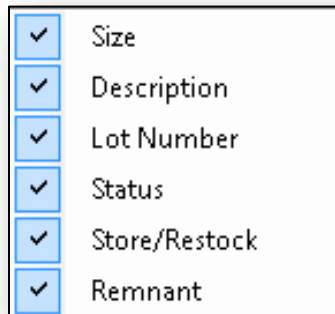 Size
Description
Lot Number
Status
Store/Restock
Remnant